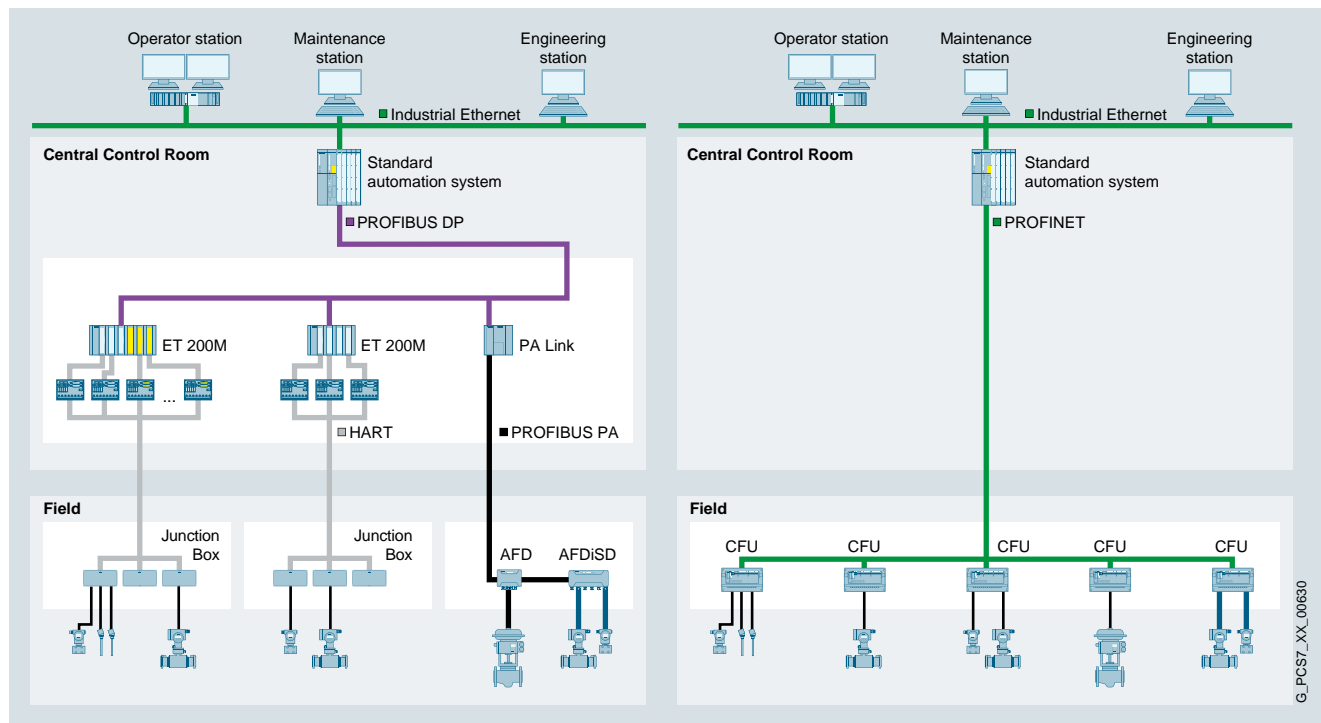 Operator station
Maintenance
station
Engineering
station
Industrial Ethernet
Central Control Room
Standard
automation system
PROFIBUS DP
ET 200M
ET 200M
PA Link
...
HART
PROFIBUS PA
Field
Junction
Box
Junction
Box
AFD
AFDiSD
Operator station
Maintenance
station
Engineering
station
Industrial Ethernet
Central Control Room
Standard
automation system
PROFINET
Field
CFU
CFU
CFU
CFU
CFU
G_PCS7_XX_00630